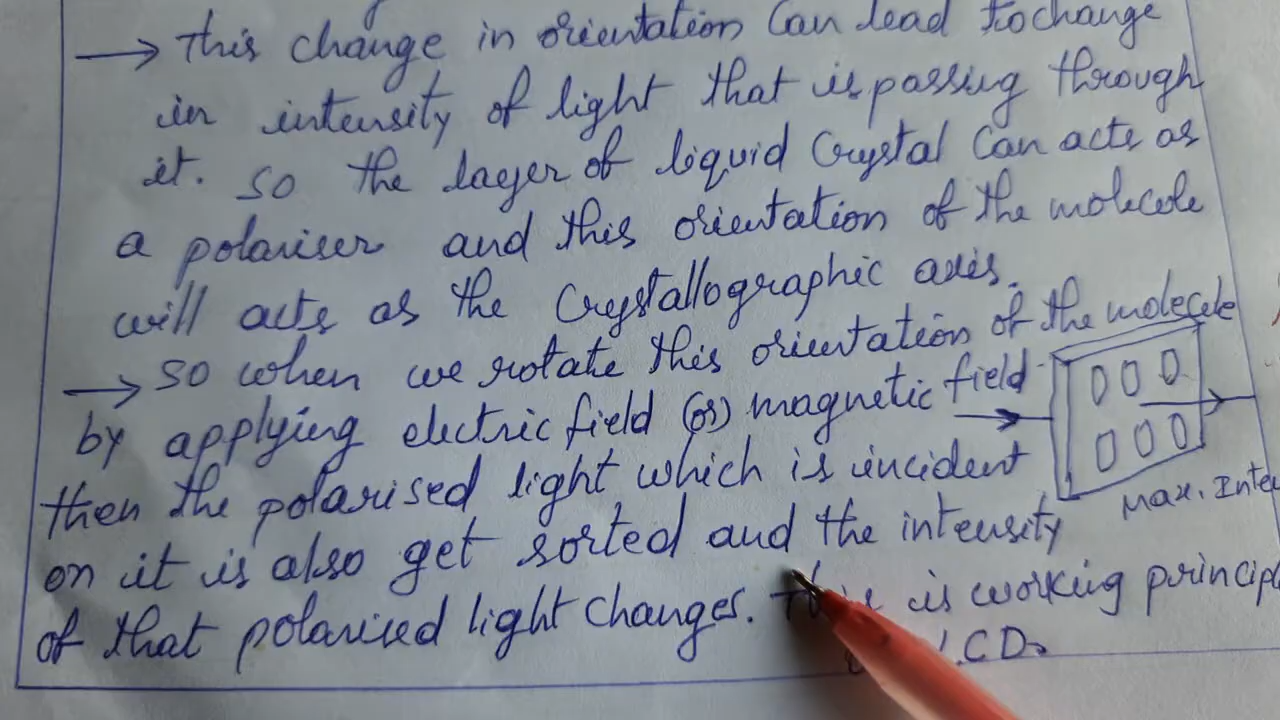 → this change in orientation can lead to change
in intensity of light that is passing through
it. so the layer of liquid crystal can acts as
a polariser and this orientation of the molecule
will acts as the crystallographic axis.
→ so when we rotate this orientation of the molecule
by applying electric field (or) magnetic field
then the polarised light which is incident
on it is also get sorted and the intensity
Max. Inte
of that polarised light changes. This is working princip
LCDs